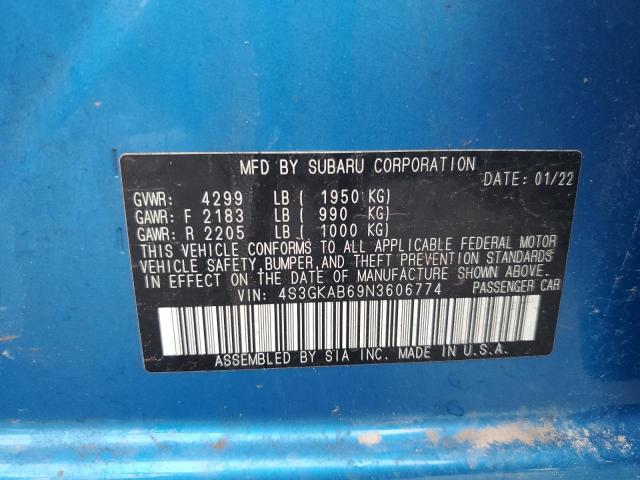 MFD BY SUBARU CORPORATION
DATE: 01/22
GVWR: 4299 LB ( 1950 KG)
GAWR: F 2183 LB ( 990 KG)
GAWR: R 2205 LB ( 1000 KG)
THIS VEHICLE CONFORMS TO ALL APPLICABLE FEDERAL MOTOR
VEHICLE SAFETY, BUMPER, AND THEFT PREVENTION STANDARDS
IN EFFECT ON THE DATE OF MANUFACTURE SHOWN ABOVE.
VIN: 4S3GKAB69N3606774 PASSENGER CAR
ASSEMBLED BY SIA INC. MADE IN U.S.A.